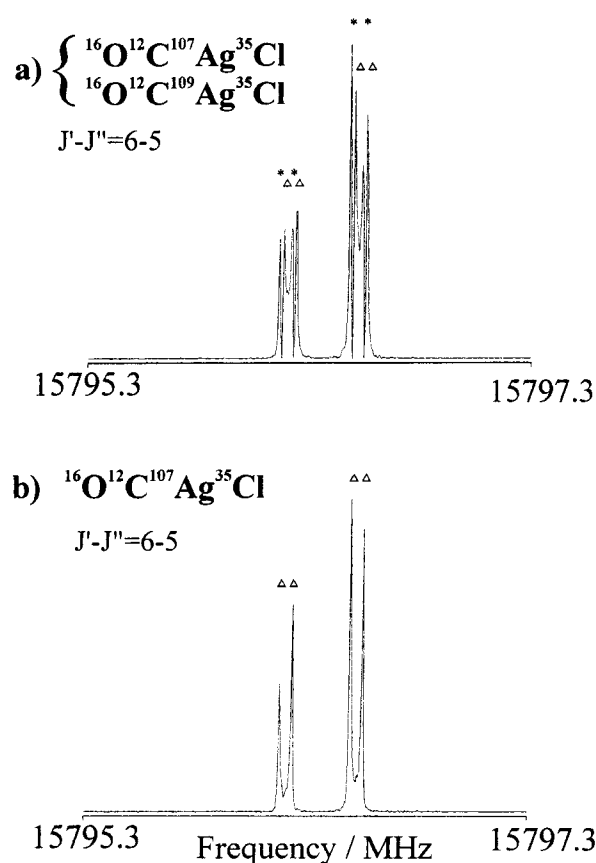 a) { ¹⁶O¹²C¹⁰⁷Ag³⁵Cl
¹⁶O¹²C¹⁰⁹Ag³⁵Cl
J'-J"=6-5
* *
△ △
* *
△ △
15795.3 15797.3
b) ¹⁶O¹²C¹⁰⁷Ag³⁵Cl
J'-J"=6-5
△ △
△ △
15795.3 Frequency / MHz 15797.3